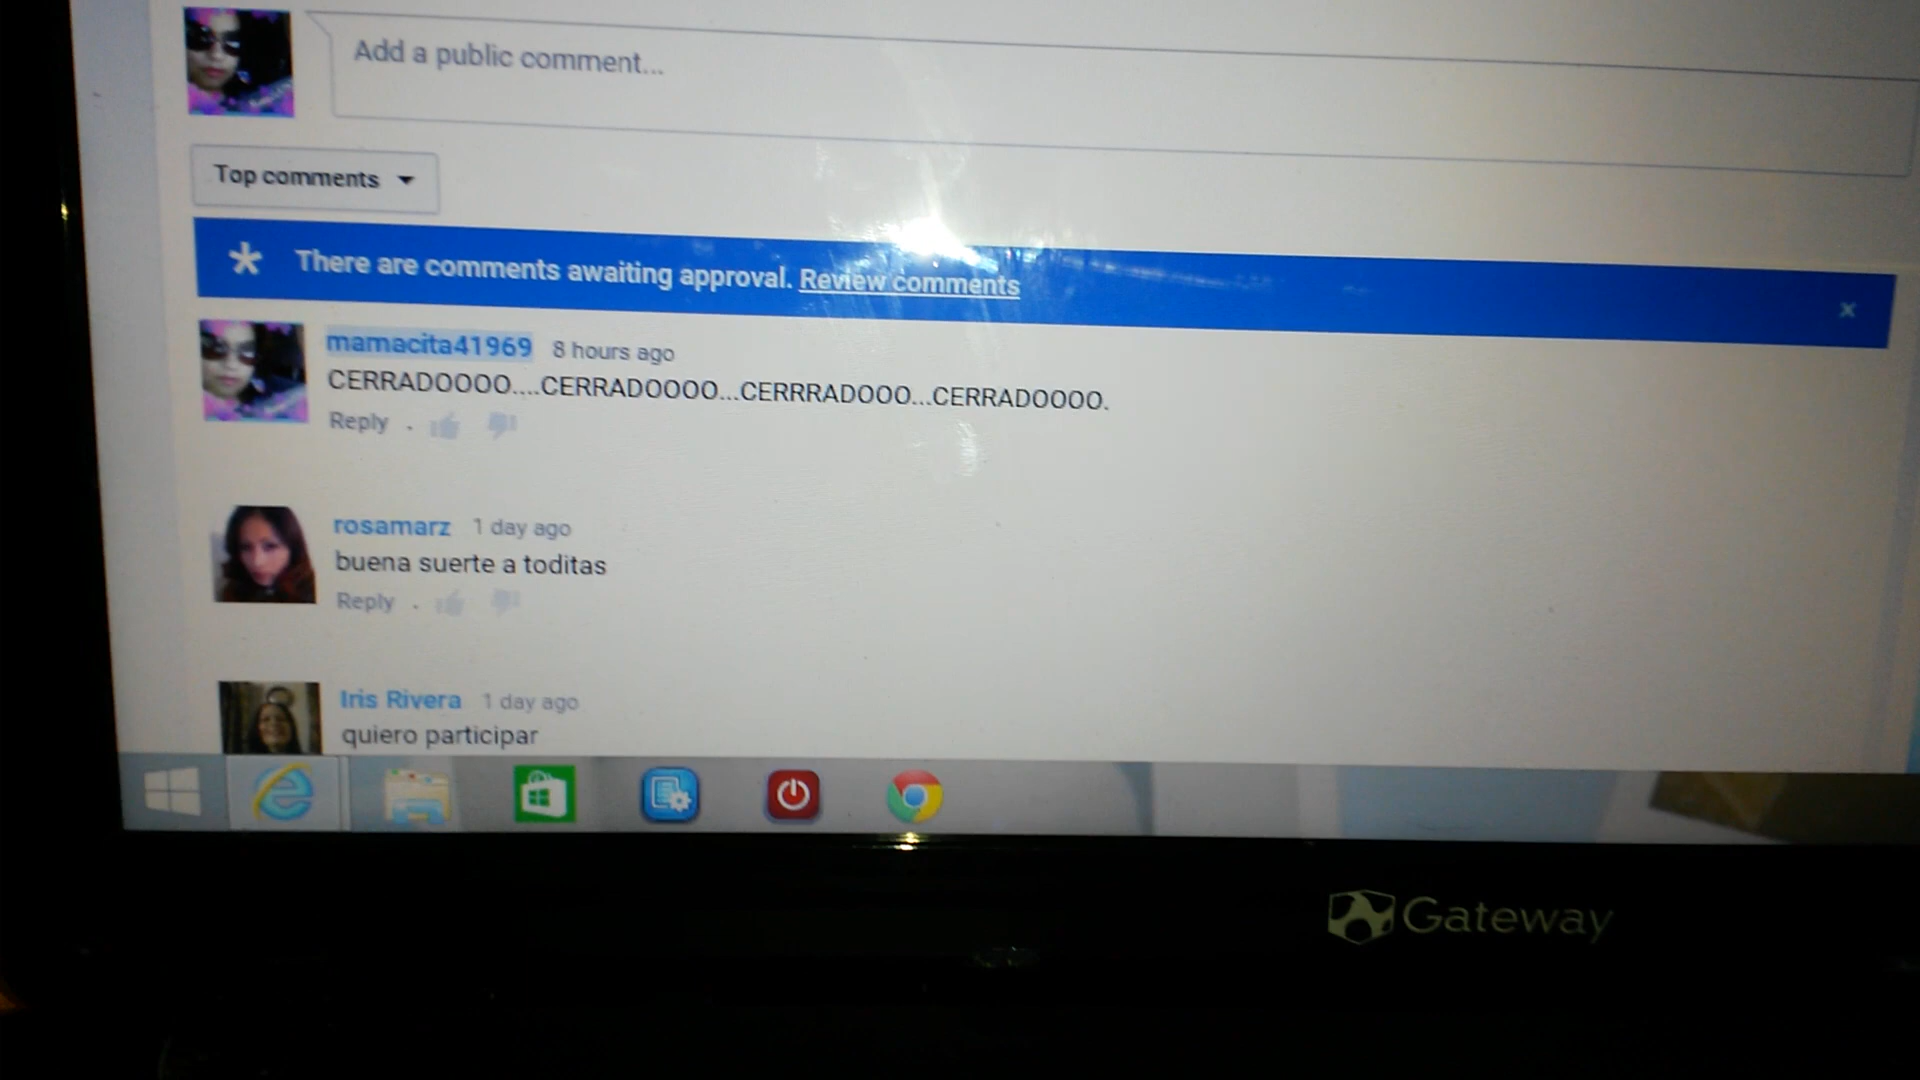 Add a public comment...
Top comments
There are comments awaiting approval. Review comments
mamacita41969 8 hours ago
CERRADOOOO....CERRADOOOO...CERRRADOOO...CERRADOOOO.
Reply
rosamarz 1 day ago
buena suerte a toditas
Reply
Iris Rivera 1 day ago
quiero participar
Gateway